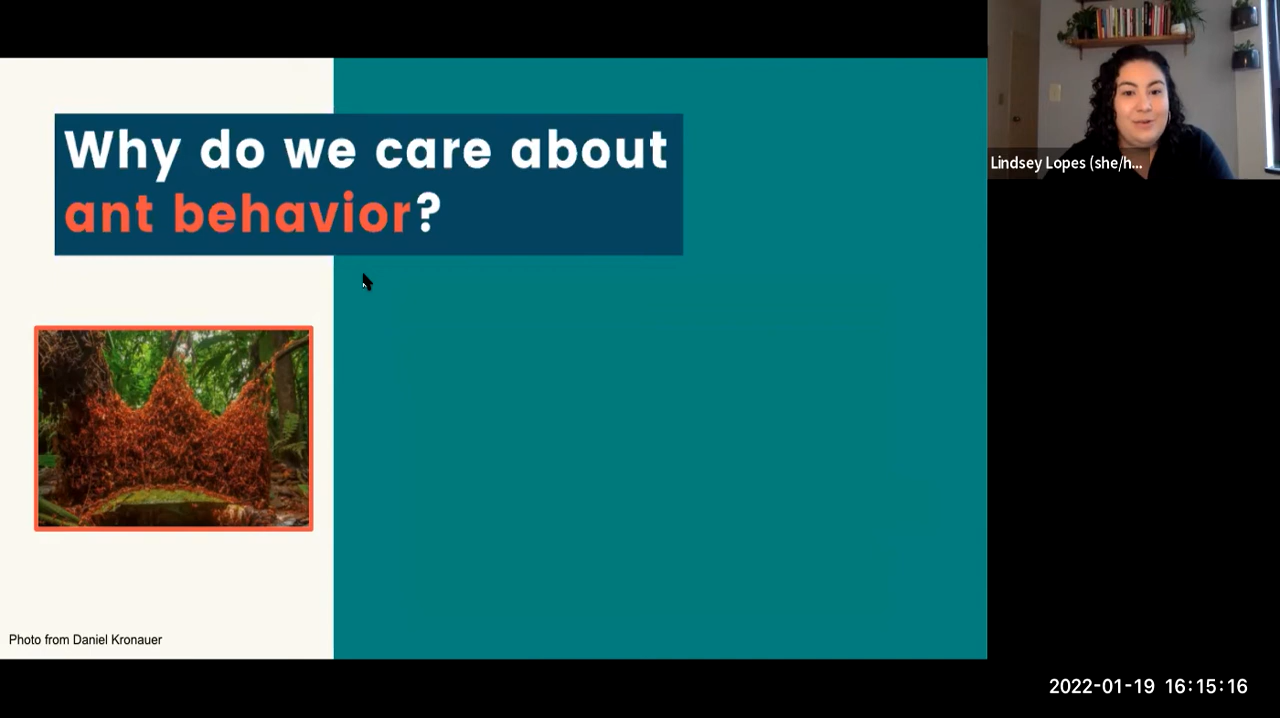 Why do we care about
ant behavior?
Lindsey Lopes (she/h...
Photo from Daniel Kronauer
2022-01-19 16:15:16